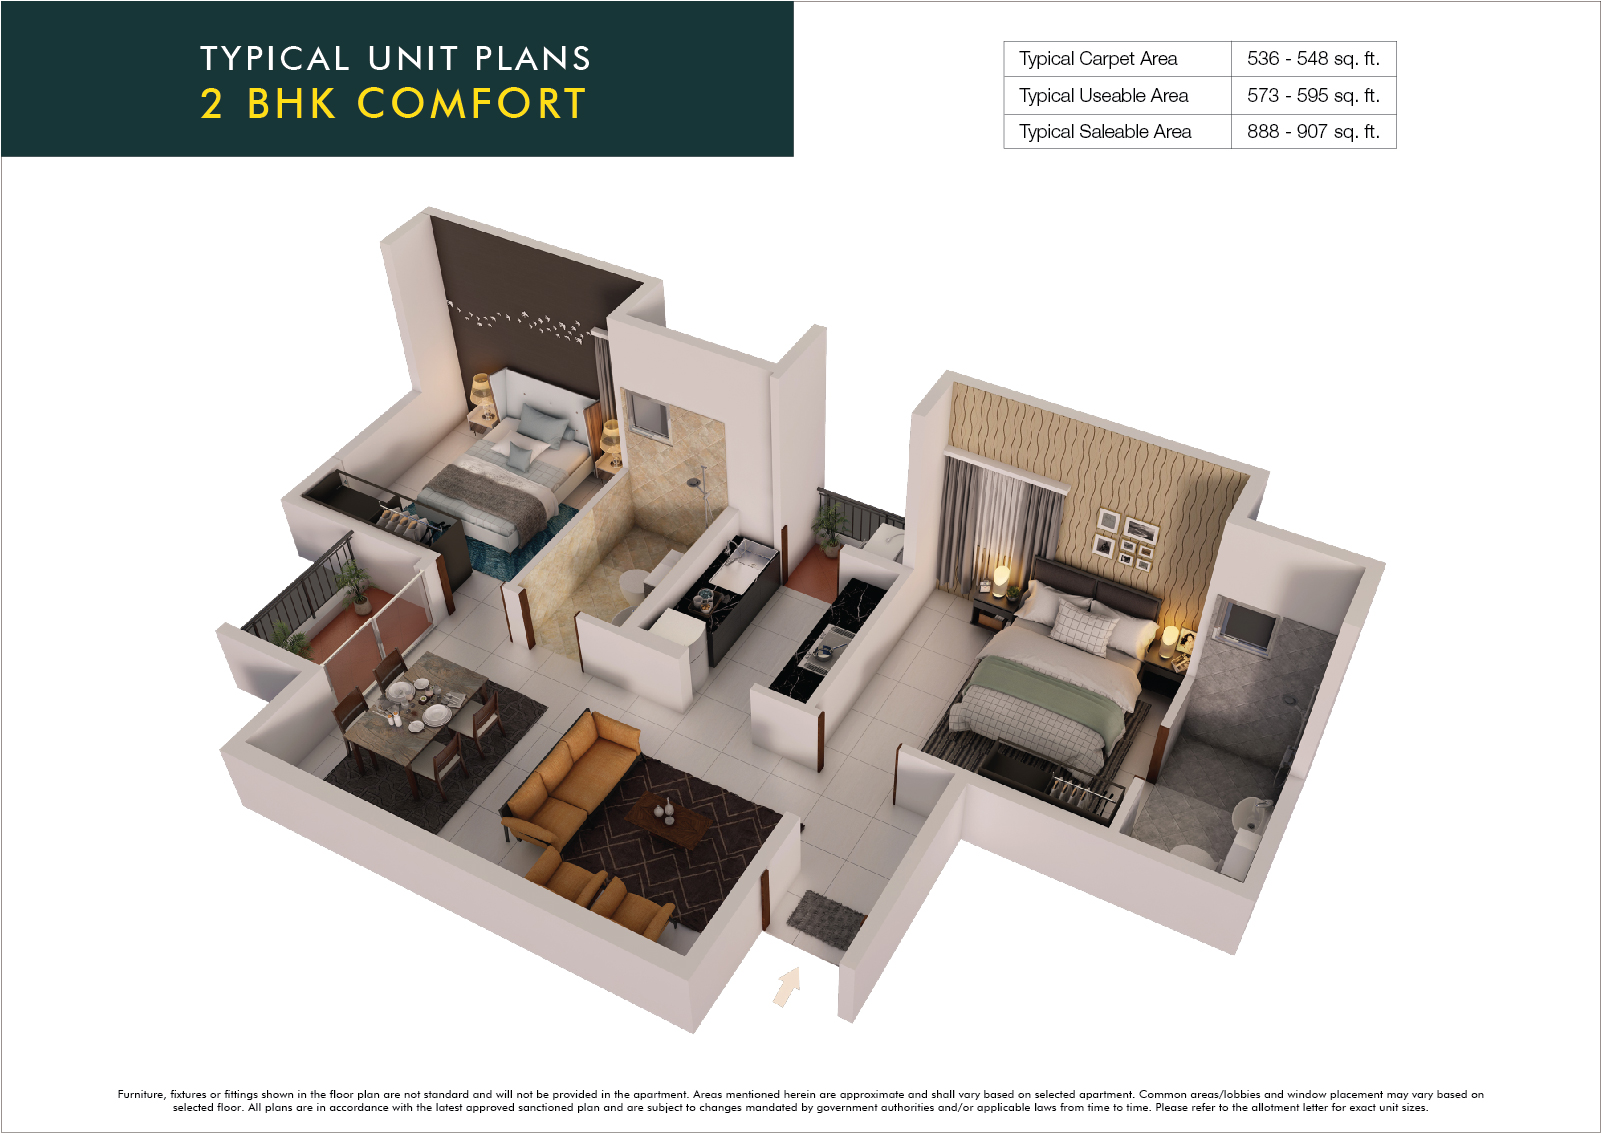 TYPICAL UNIT PLANS
2 BHK COMFORT
Typical Carpet Area 536 - 548 sq. ft.
Typical Useable Area 573 - 595 sq. ft.
Typical Saleable Area 888 - 907 sq. ft.
Furniture, fixtures or fittings shown in the floor plan are not standard and will not be provided in the apartment. Areas mentioned herein are approximate and shall vary based on selected apartment. Common areas/lobbies and window placement may vary based on
selected floor. All plans are in accordance with the latest approved sanctioned plan and are subject to changes mandated by government authorities and/or applicable laws from time to time. Please refer to the allotment letter for exact unit sizes.